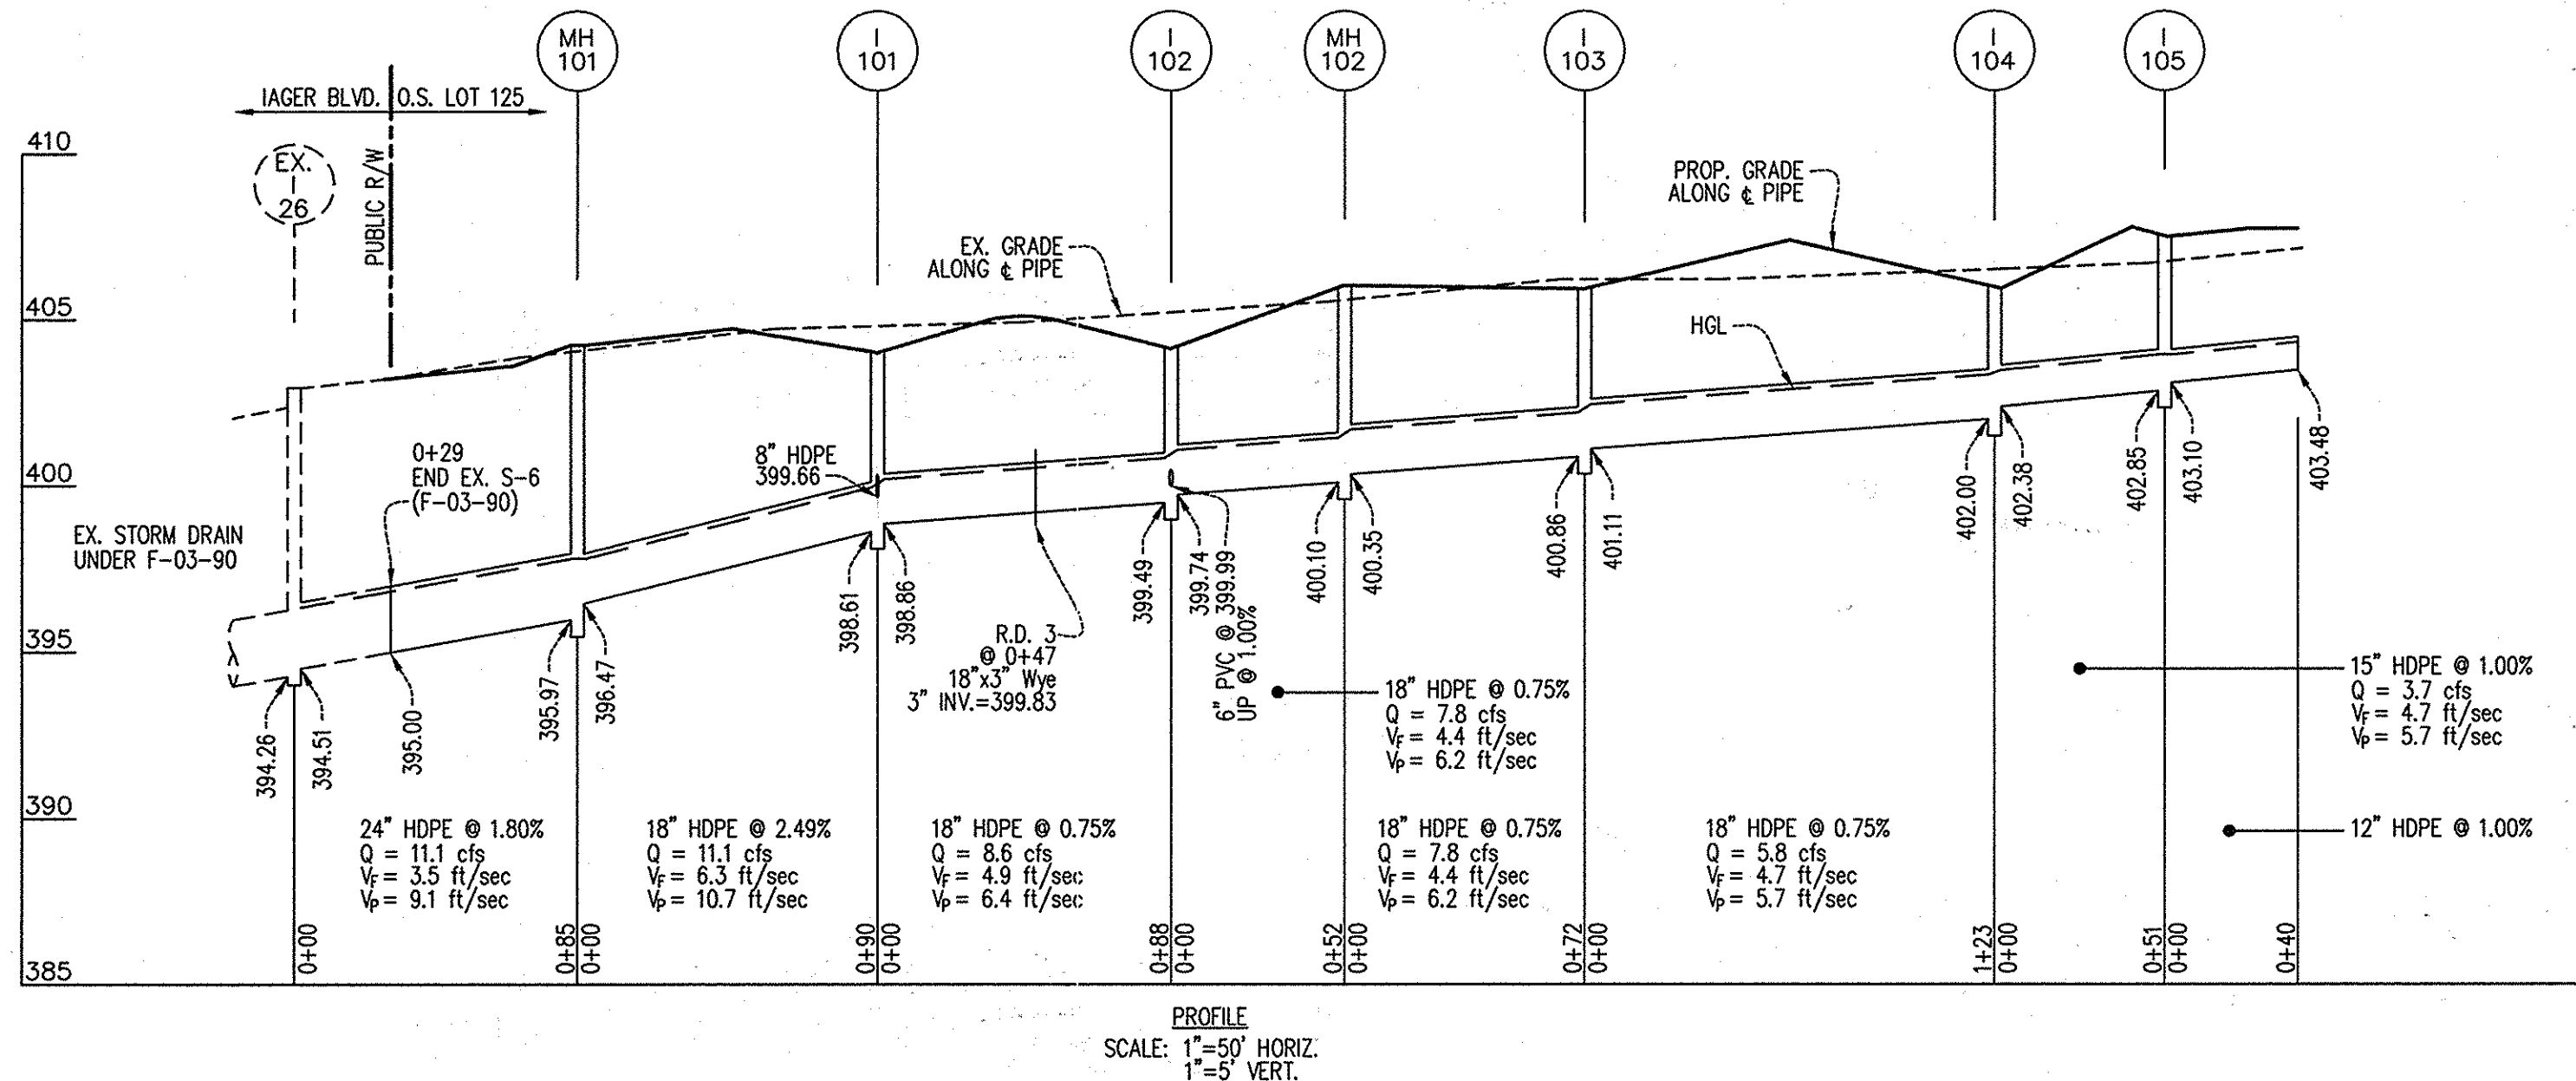 MH
101
I
101
I
102
MH
102
I
103
I
104
I
105
IAGER BLVD.
O.S. LOT 125
PUBLIC R/W
EX.
I
26
410
405
400
395
390
385
PROP. GRADE
ALONG ℄ PIPE
EX. GRADE
ALONG ℄ PIPE
HGL
0+29
END EX. S-6
(F-03-90)
EX. STORM DRAIN
UNDER F-03-90
8" HDPE
399.66
R.D. 3
@ 0+47
18"x3" Wye
3" INV.=399.83
394.26
394.51
395.00
395.97
396.47
398.61
398.86
399.49
399.74
6" PVC @ 399.99
UP @ 1.00%
400.10
400.35
400.86
401.11
402.00
402.38
402.85
403.10
403.48
18" HDPE @ 0.75%
Q = 7.8 cfs
VF = 4.4 ft/sec
VP = 6.2 ft/sec
15" HDPE @ 1.00%
Q = 3.7 cfs
VF = 4.7 ft/sec
VP = 5.7 ft/sec
12" HDPE @ 1.00%
24" HDPE @ 1.80%
Q = 11.1 cfs
VF = 3.5 ft/sec
VP = 9.1 ft/sec
18" HDPE @ 2.49%
Q = 11.1 cfs
VF = 6.3 ft/sec
VP = 10.7 ft/sec
18" HDPE @ 0.75%
Q = 8.6 cfs
VF = 4.9 ft/sec
VP = 6.4 ft/sec
18" HDPE @ 0.75%
Q = 7.8 cfs
VF = 4.4 ft/sec
VP = 6.2 ft/sec
18" HDPE @ 0.75%
Q = 5.8 cfs
VF = 4.7 ft/sec
VP = 5.7 ft/sec
0+00
0+85
0+00
0+90
0+00
0+88
0+00
0+52
0+00
0+72
0+00
1+23
0+00
0+51
0+00
0+40
PROFILE
SCALE: 1"=50' HORIZ.
1"=5' VERT.